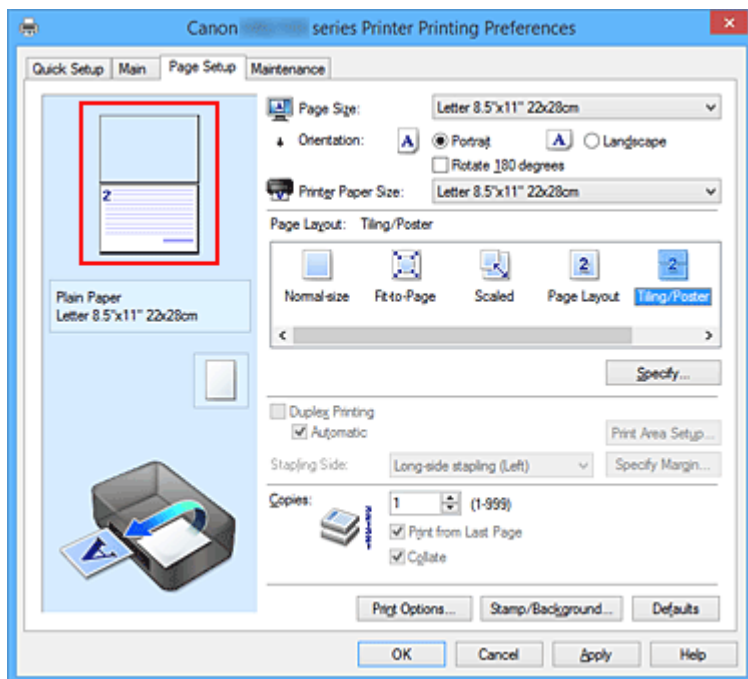 Canon series Printer Printing Preferences
Quick Setup Main Page Setup Maintenance
Page Size: Letter 8.5"x11" 22x28cm
Orientation: A Portrait A Landscape
Rotate 180 degrees
Printer Paper Size: Letter 8.5"x11" 22x28cm
2
Page Layout: Tiling/Poster
2 2
Normal-size Fit-to-Page Scaled Page Layout Tiling/Poster
Plain Paper
Letter 8.5"x11" 22x28cm
Specify...
Duplex Printing
Automatic Print Area Setup...
Stapling Side: Long-side stapling (Left) Specify Margin...
Copies: 1 (1-999)
Print from Last Page
Collate
A
Print Options... Stamp/Background... Defaults
OK Cancel Apply Help